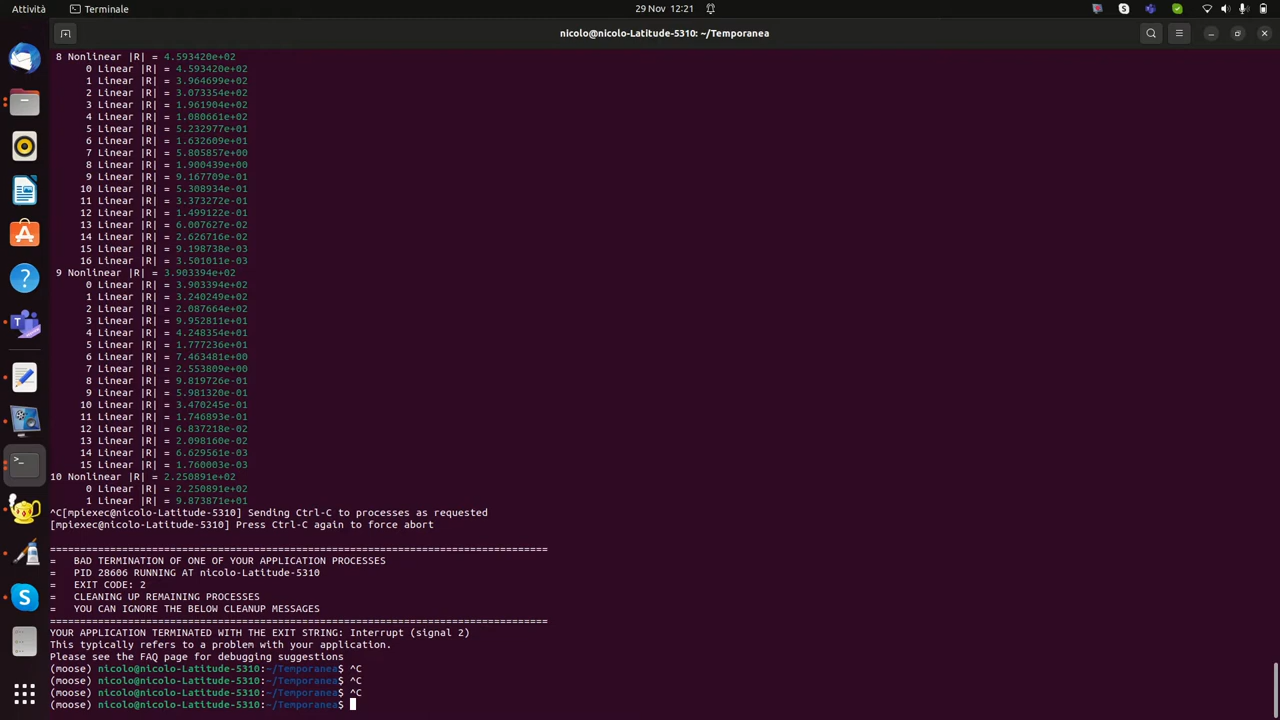 Attività
Terminale
29 Nov 12:21
nicolo@nicolo-Latitude-5310: ~/Temporanea
8 Nonlinear |R| = 4.593420e+02
0 Linear |R| = 4.593420e+02
1 Linear |R| = 3.964699e+02
2 Linear |R| = 3.073354e+02
3 Linear |R| = 1.961904e+02
4 Linear |R| = 1.080661e+02
5 Linear |R| = 5.232977e+01
6 Linear |R| = 1.632609e+01
7 Linear |R| = 5.805857e+00
8 Linear |R| = 1.900439e+00
9 Linear |R| = 9.167709e-01
10 Linear |R| = 5.308934e-01
11 Linear |R| = 3.373272e-01
12 Linear |R| = 1.499122e-01
13 Linear |R| = 6.007627e-02
14 Linear |R| = 2.626716e-02
15 Linear |R| = 9.198738e-03
16 Linear |R| = 3.501011e-03
9 Nonlinear |R| = 3.903394e+02
0 Linear |R| = 3.903394e+02
1 Linear |R| = 3.240249e+02
2 Linear |R| = 2.087664e+02
3 Linear |R| = 9.952811e+01
4 Linear |R| = 4.248354e+01
5 Linear |R| = 1.777236e+01
6 Linear |R| = 7.463481e+00
7 Linear |R| = 2.553809e+00
8 Linear |R| = 9.819726e-01
9 Linear |R| = 5.981320e-01
10 Linear |R| = 3.470245e-01
11 Linear |R| = 1.746893e-01
12 Linear |R| = 6.837218e-02
13 Linear |R| = 2.098160e-02
14 Linear |R| = 6.629561e-03
15 Linear |R| = 1.760003e-03
10 Nonlinear |R| = 2.250891e+02
0 Linear |R| = 2.250891e+02
1 Linear |R| = 9.873871e+01
^C[mpiexec@nicolo-Latitude-5310] Sending Ctrl-C to processes as requested
[mpiexec@nicolo-Latitude-5310] Press Ctrl-C again to force abort
===================================================================================
= BAD TERMINATION OF ONE OF YOUR APPLICATION PROCESSES
= PID 28606 RUNNING AT nicolo-Latitude-5310
= EXIT CODE: 2
= CLEANING UP REMAINING PROCESSES
= YOU CAN IGNORE THE BELOW CLEANUP MESSAGES
===================================================================================
YOUR APPLICATION TERMINATED WITH THE EXIT STRING: Interrupt (signal 2)
This typically refers to a problem with your application.
Please see the FAQ page for debugging suggestions
(moose) nicolo@nicolo-Latitude-5310:~/Temporanea$ ^C
(moose) nicolo@nicolo-Latitude-5310:~/Temporanea$ ^C
(moose) nicolo@nicolo-Latitude-5310:~/Temporanea$ ^C
(moose) nicolo@nicolo-Latitude-5310:~/Temporanea$